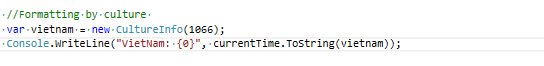 //Formatting by culture
var vietnam = new CultureInfo(1066);
Console.WriteLine("VietNam: {0}", currentTime.ToString(vietnam));